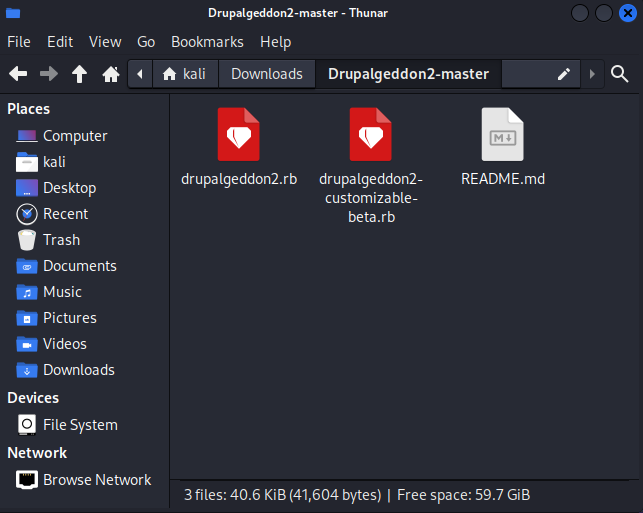 Drupalgeddon2-master - Thunar
File Edit View Go Bookmarks Help
kali Downloads Drupalgeddon2-master
Places
Computer
kali
Desktop
Recent
Trash
Documents
Music
Pictures
Videos
Downloads
Devices
File System
Network
Browse Network
drupalgeddon2.rb
drupalgeddon2-
customizable-
beta.rb
M
README.md
3 files: 40.6 KiB (41,604 bytes) | Free space: 59.7 GiB